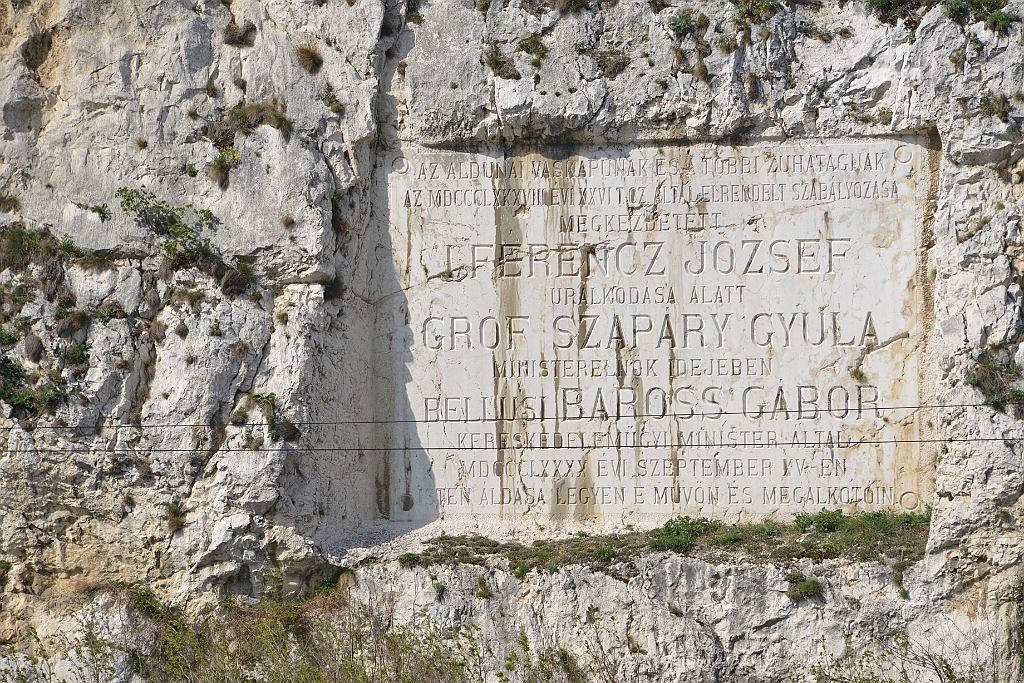 AZ ALDUNAI VASKAPUNAK ÉS A TÖBBI ZUHATAGNAK
AZ MDCCCLXXXVIII ÉVI XXVI T.CZ. ÁLTAL ELRENDELT SZABÁLYOZÁSA
MEGKEZDETETT
I. FERENCZ JÓZSEF
URALKODÁSA ALATT
GRÓF SZAPÁRY GYULA
MINISTERELNÖK IDEJÉBEN
BELLUSI BAROSS GÁBOR
KERESKEDELEMÜGYI MINISTER ÁLTAL
MDCCCLXXXX ÉVI SZEPTEMBER XV-ÉN
ISTEN ÁLDÁSA LEGYEN E MŰVÖN ÉS MEGALKOTÓIN